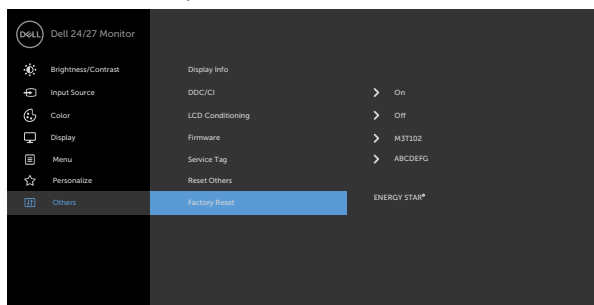 DELL Dell 24/27 Monitor
Brightness/Contrast Display Info
Input Source DDC/CI On
Color LCD Conditioning Off
Display Firmware M3T102
Menu Service Tag ABCDEFG
Personalize Reset Others
Others Factory Reset ENERGY STAR®